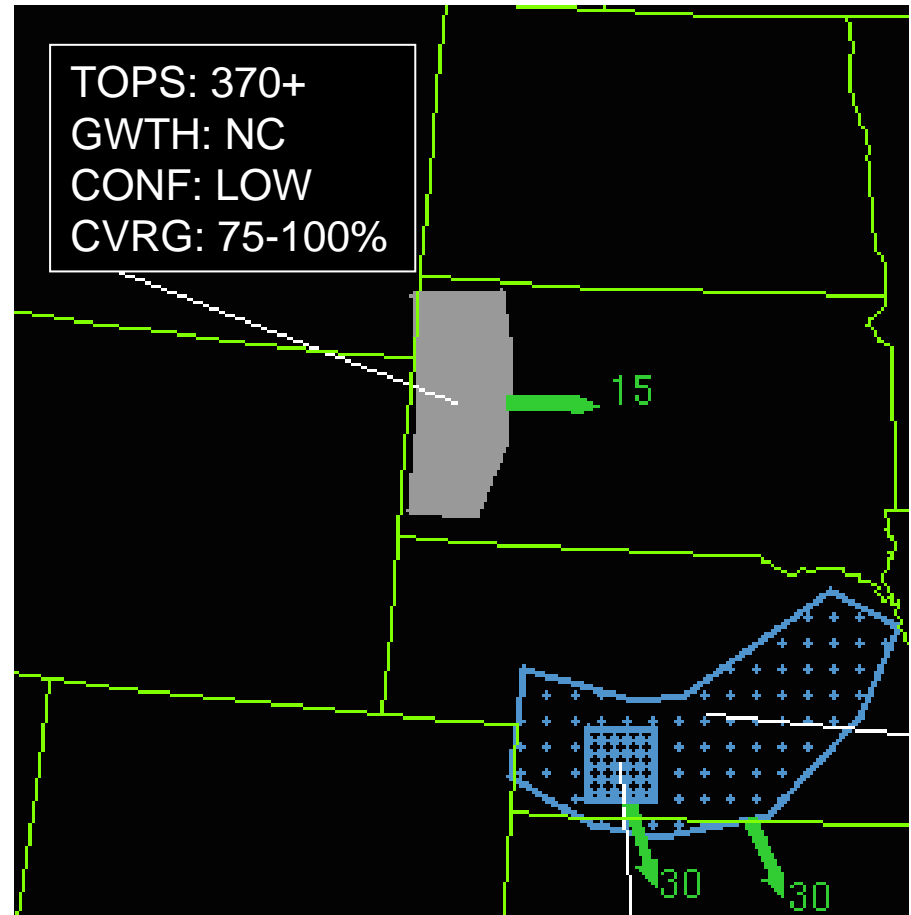 TOPS: 370+
GWTH: NC
CONF: LOW
CVRG: 75-100%
15
30
30